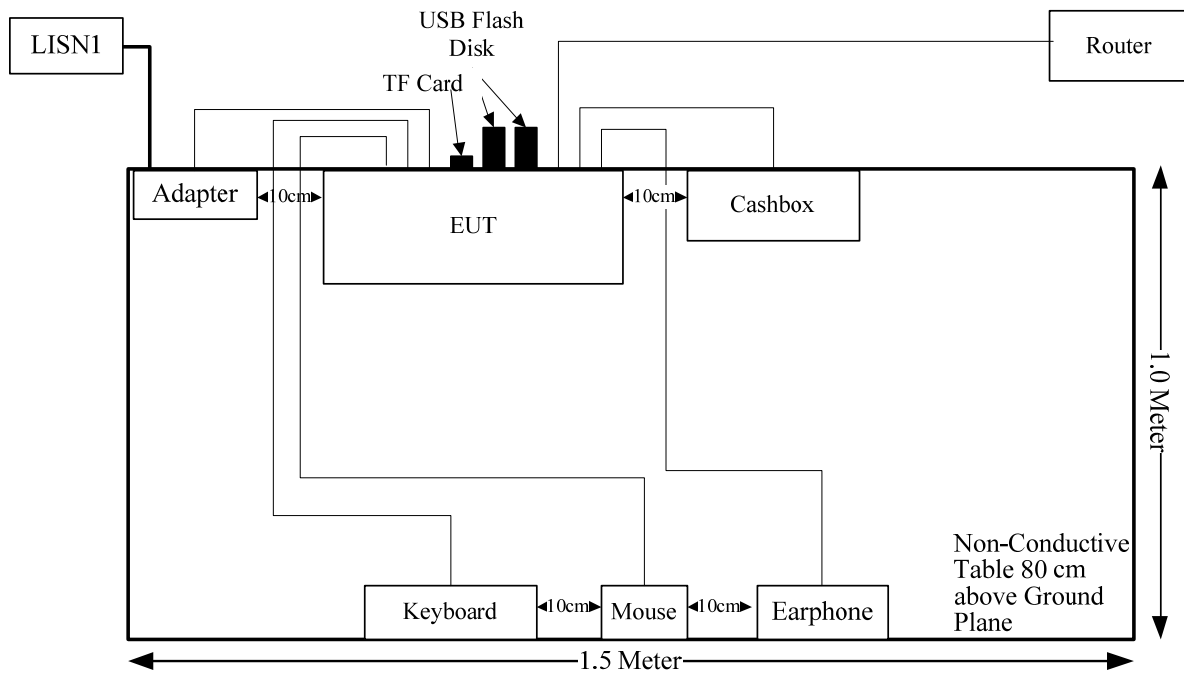 LISN1
USB Flash
Disk
TF Card
Router
Adapter
10cm
EUT
10cm
Cashbox
1.0 Meter
Non-Conductive
Table 80 cm
above Ground
Plane
Keyboard
10cm
Mouse
10cm
Earphone
1.5 Meter